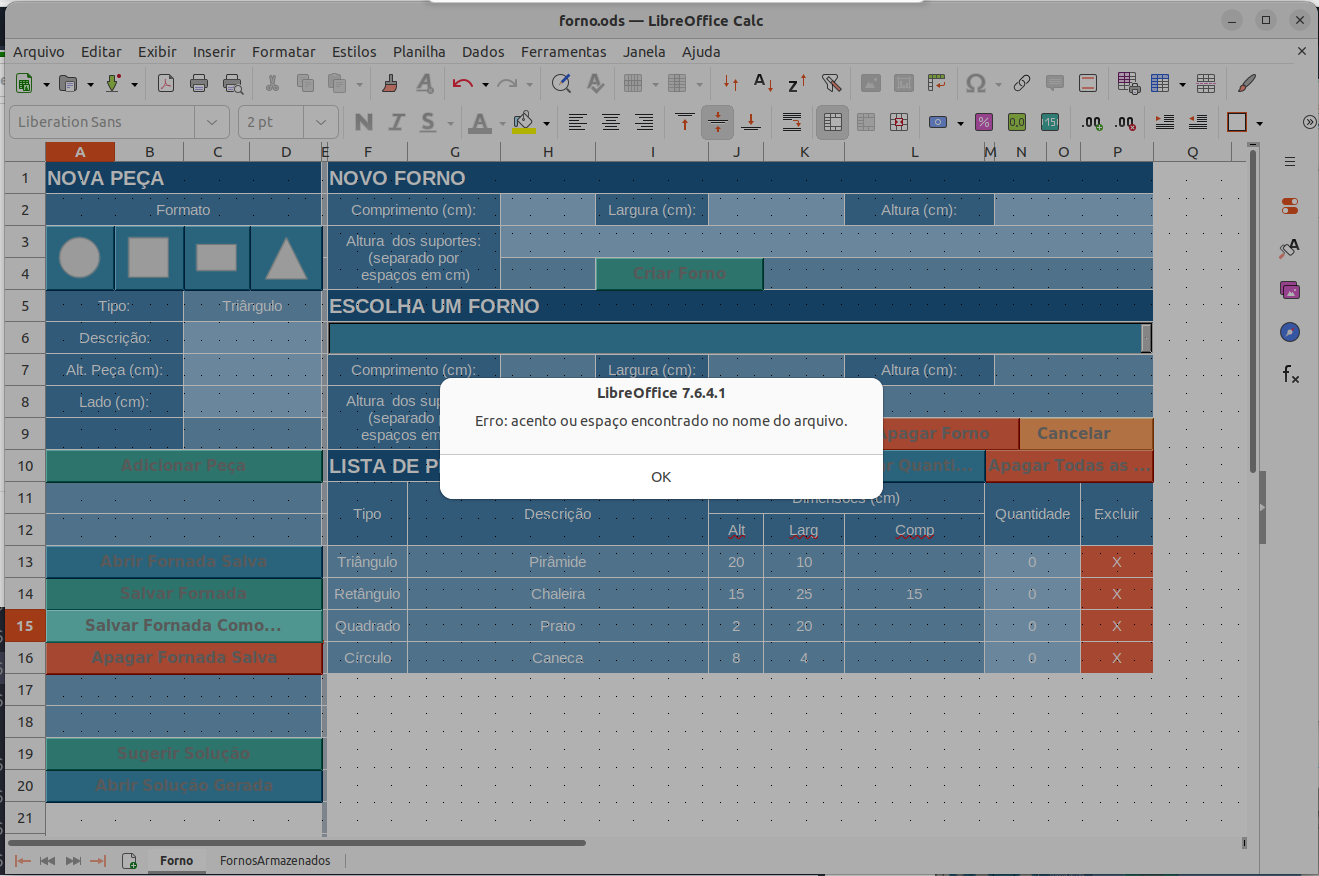 forno.ods — LibreOffice Calc
Arquivo Editar Exibir Inserir Formatar Estilos Planilha Dados Ferramentas Janela Ajuda
Liberation Sans 2 pt
A B C D E F G H I J K L M N O P Q
1 NOVA PEÇA NOVO FORNO
2 Formato Comprimento (cm): Largura (cm): Altura (cm):
3 Altura dos suportes:
(separado por
4 espaços em cm) Criar Forno
5 Tipo: Triângulo ESCOLHA UM FORNO
6 Descrição:
7 Alt. Peça (cm): Comprimento (cm): Largura (cm): Altura (cm):
LibreOffice 7.6.4.1
8 Lado (cm): Altura dos
(separado
Erro: acento ou espaço encontrado no nome do arquivo.
9 espaços em Apagar Forno Cancelar
10 Adicionar Peça LISTA DE Quanti... Apagar Todas as ...
OK
11 Dimensões (cm)
Tipo Descrição Quantidade Excluir
12 Alt Larg Comp
13 Abrir Fornada Salva Triângulo Pirâmide 20 10 0 X
14 Salvar Fornada Retângulo Chaleira 15 25 15 0 X
15 Salvar Fornada Como... Quadrado Prato 2 20 0 X
16 Apagar Fornada Salva Círculo Caneca 8 4 0 X
17
18
19 Sugerir Solução
20 Abrir Solução Gerada
21
Forno FornosArmazenados